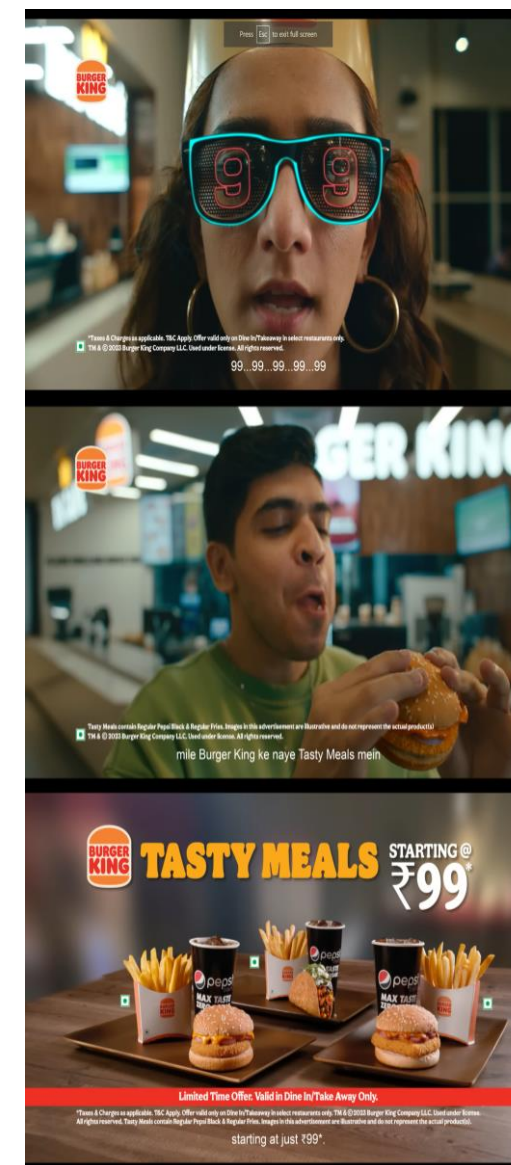 Press Esc to exit full screen
BURGER
KING
9 9
*Taxes & Charges as applicable. T&C Apply. Offer valid only on Dine In/Takeaway in select restaurants only.
TM & © 2023 Burger King Company LLC. Used under license. All rights reserved.
99...99...99...99...99
BURGER KING
BURGER
KING
Tasty Meals contain Regular Pepsi Black & Regular Fries. Images in this advertisement are illustrative and do not represent the actual product(s)
TM & © 2023 Burger King Company LLC. Used under license. All rights reserved.
mile Burger King ke naye Tasty Meals mein
BURGER
KING
TASTY MEALS
STARTING @
₹99*
pepsi
pepsi
MAX TASTE
pepsi
MAX TASTE
Limited Time Offer. Valid in Dine In/Take Away Only.
*Taxes & Charges as applicable. T&C Apply. Offer valid only on Dine In/Takeaway in select restaurants only. TM & © 2023 Burger King Company LLC. Used under license.
All rights reserved. Tasty Meals contain Regular Pepsi Black & Regular Fries. Images in this advertisement are illustrative and do not represent the actual product(s).
starting at just ₹99*.